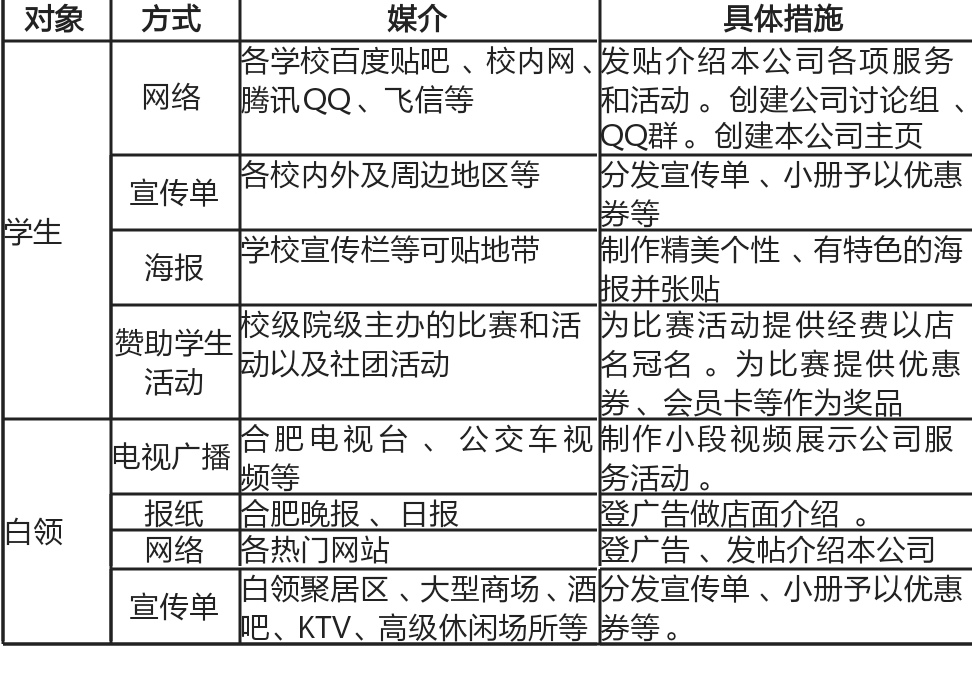 对象 方式 媒介 具体措施
学生
网络
各学校百度贴吧、校内网、
腾讯QQ、飞信等
发贴介绍本公司各项服务
和活动。创建公司讨论组、
QQ群。创建本公司主页
宣传单
各校内外及周边地区等
分发宣传单、小册予以优惠
券等
海报
学校宣传栏等可贴地带
制作精美个性、有特色的海
报并张贴
赞助学生
活动
校级院级主办的比赛和活
动以及社团活动
为比赛活动提供经费以店
名冠名。为比赛提供优惠
券、会员卡等作为奖品
白领
电视广播
合肥电视台、公交车视
频等
制作小段视频展示公司服
务活动。
报纸
合肥晚报、日报
登广告做店面介绍。
网络
各热门网站
登广告、发帖介绍本公司
宣传单
白领聚居区、大型商场、酒
吧、KTV、高级休闲场所等
分发宣传单、小册予以优惠
券等。